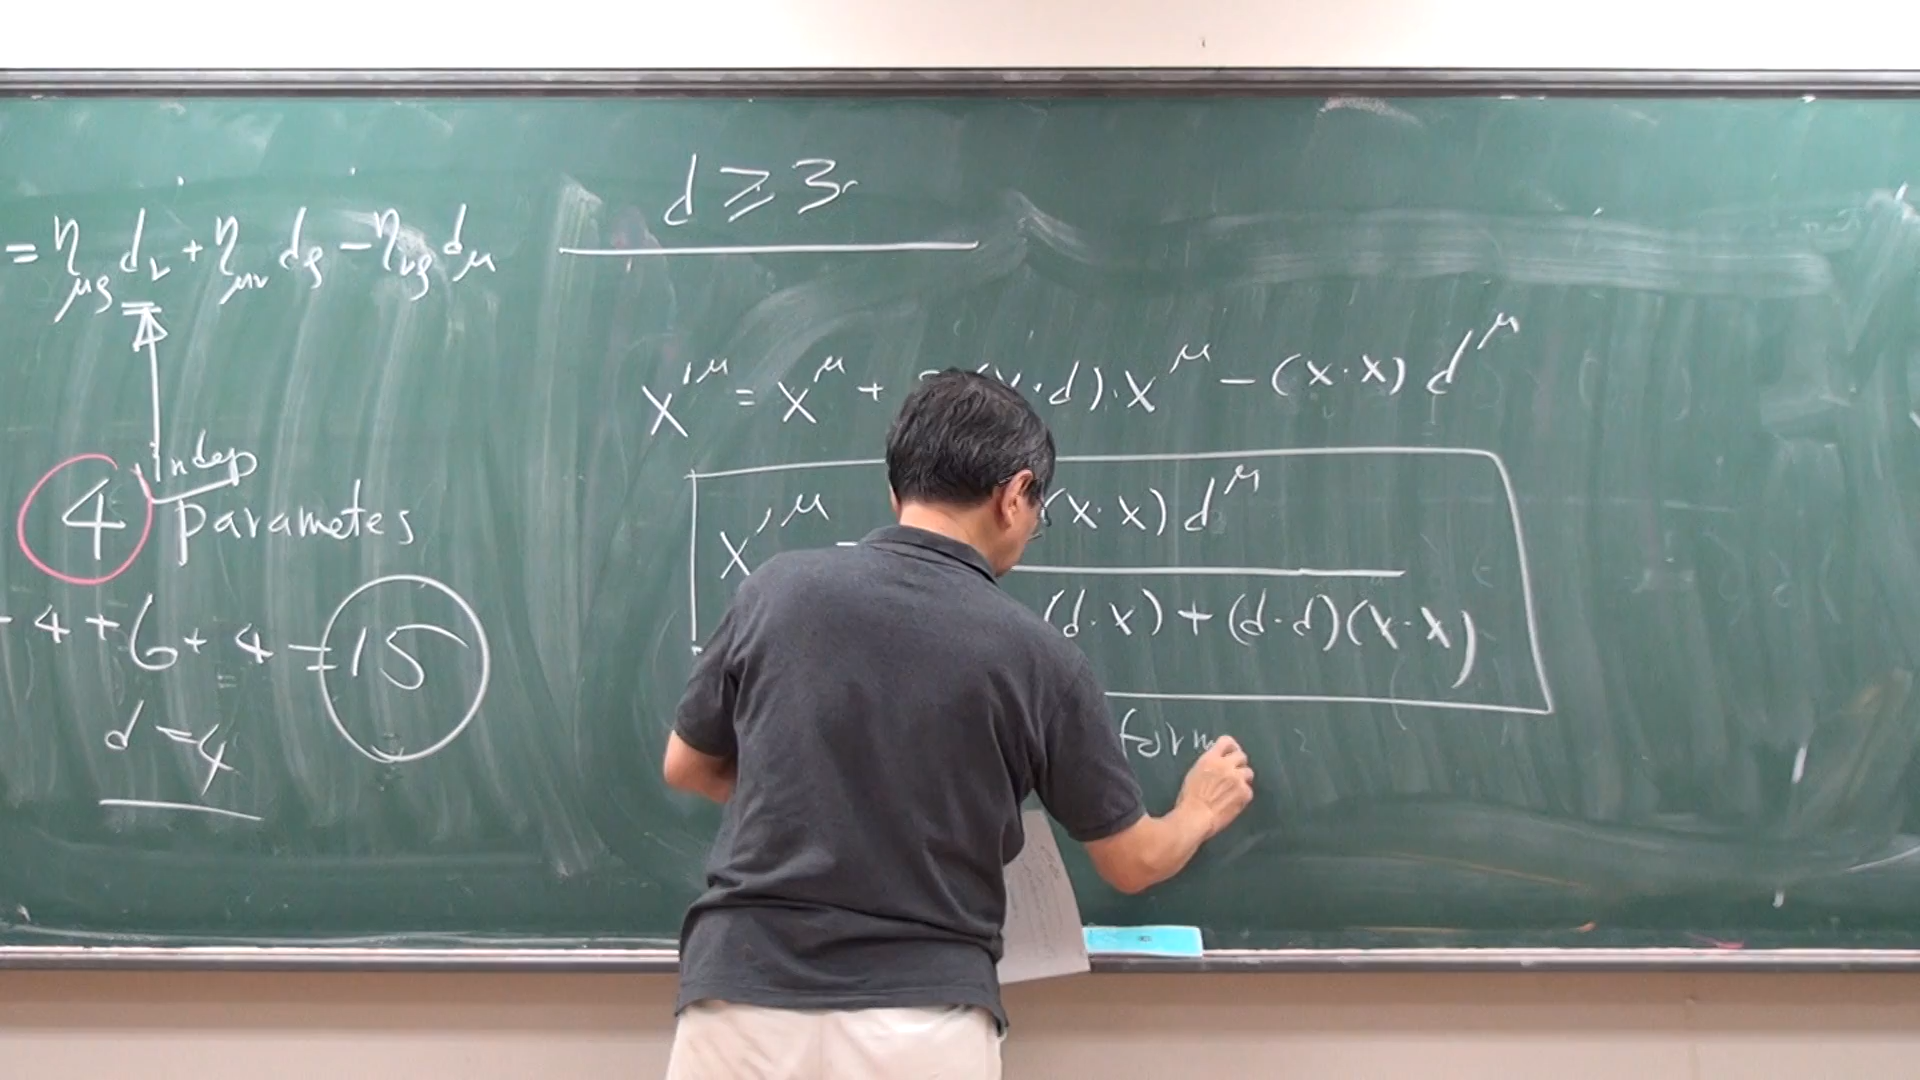 = η_{μρ} d_ν + η_{μν} d_ρ − η_{νρ} d_μ
indep
4 parametes
+ 4 + 6 + 4 = 15
d = 4
d ≥ 3
x'^μ = x^μ + (x·d)·x^μ − (x·x) d^μ
x'^μ (x·x) d^μ
(d·x) + (d·d)(x·x)
form